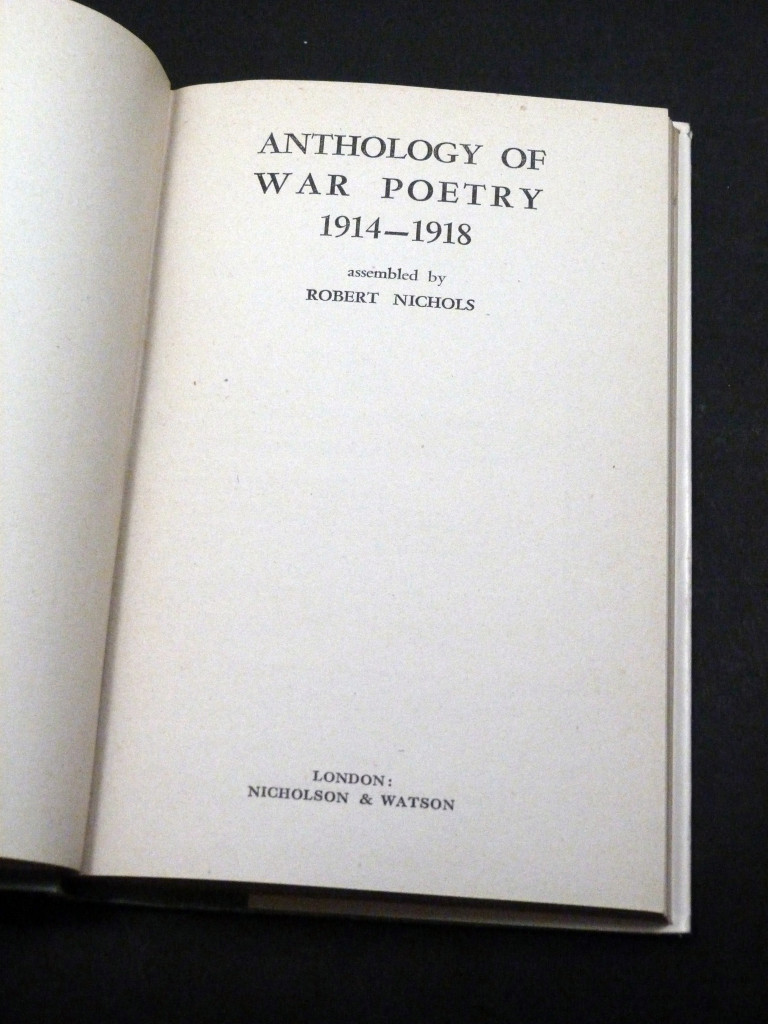 ANTHOLOGY OF
WAR POETRY
1914—1918
assembled by
ROBERT NICHOLS
LONDON:
NICHOLSON & WATSON